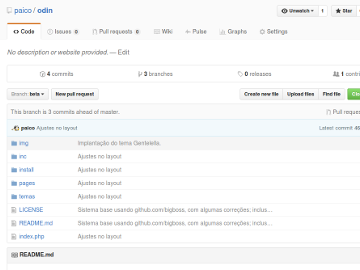 paico / odin
Unwatch 1 Star
Code Issues 0 Pull requests 0 Wiki Pulse Graphs Settings
No description or website provided. — Edit
4 commits 3 branches 0 releases 1
Branch: beta New pull request Create new file Upload files Find file
This branch is 3 commits ahead of master. Pull
paico Ajustes no layout Latest commit
img Implantação do tema Gentelella.
inc Ajustes no layout
install Ajustes no layout
pages Ajustes no layout
temas Ajustes no layout
LICENSE Sistema base usando github.com/bigboss, com algumas correções; inclus...
README.md Sistema base usando github.com/bigboss, com algumas correções; inclus...
index.php Ajustes no layout
README.md